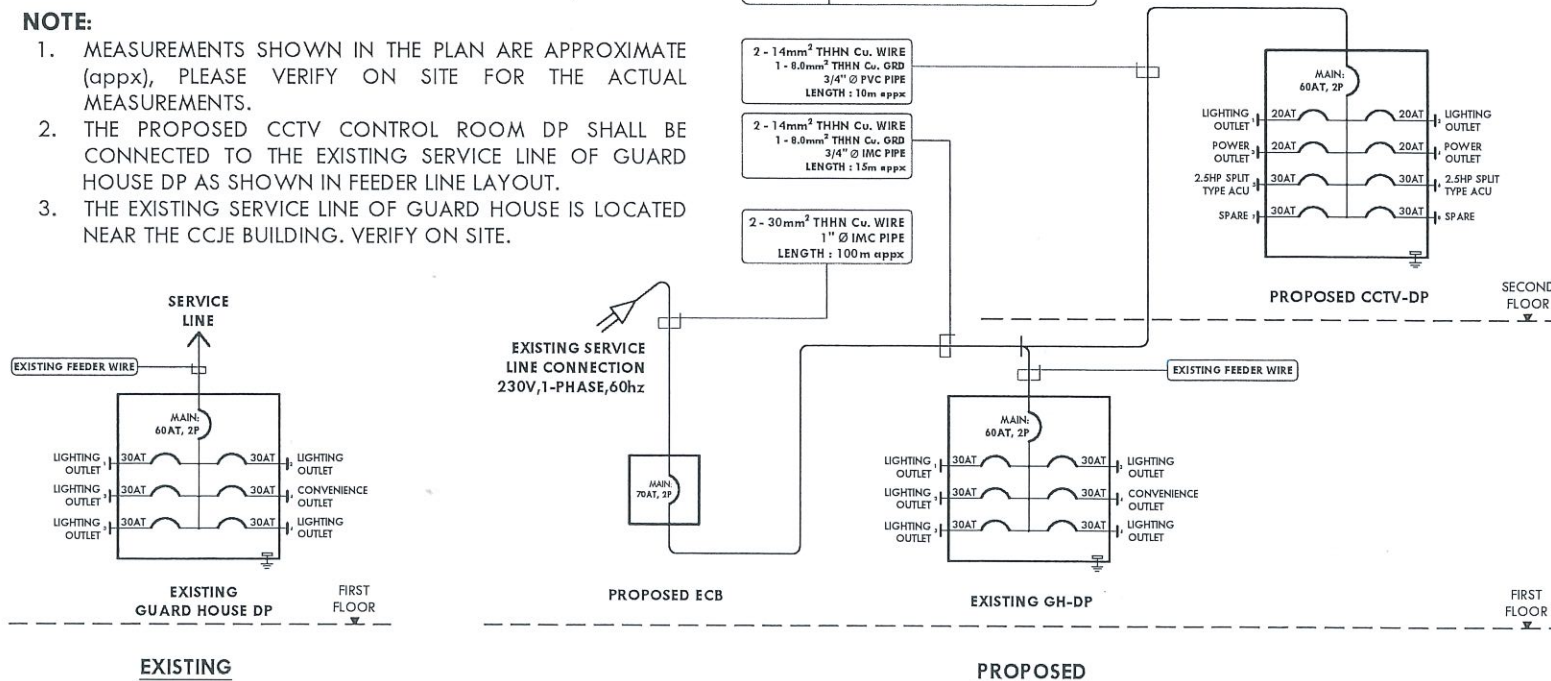 NOTE:
1. MEASUREMENTS SHOWN IN THE PLAN ARE APPROXIMATE
(appx), PLEASE VERIFY ON SITE FOR THE ACTUAL
MEASUREMENTS.
2. THE PROPOSED CCTV CONTROL ROOM DP SHALL BE
CONNECTED TO THE EXISTING SERVICE LINE OF GUARD
HOUSE DP AS SHOWN IN FEEDER LINE LAYOUT.
3. THE EXISTING SERVICE LINE OF GUARD HOUSE IS LOCATED
NEAR THE CCJE BUILDING. VERIFY ON SITE.
SERVICE
LINE
EXISTING FEEDER WIRE
MAIN:
60AT, 2P
LIGHTING
OUTLET
30AT
30AT
LIGHTING
OUTLET
LIGHTING
OUTLET
30AT
30AT
CONVENIENCE
OUTLET
LIGHTING
OUTLET
30AT
30AT
LIGHTING
OUTLET
EXISTING
GUARD HOUSE DP
FIRST
FLOOR
EXISTING
2 - 14mm² THHN Cu. WIRE
1 - 8.0mm² THHN Cu. GRD
3/4" Ø PVC PIPE
LENGTH : 10m appx
2 - 14mm² THHN Cu. WIRE
1 - 8.0mm² THHN Cu. GRD
3/4" Ø IMC PIPE
LENGTH : 15m appx
2 - 30mm² THHN Cu. WIRE
1" Ø IMC PIPE
LENGTH : 100m appx
EXISTING SERVICE
LINE CONNECTION
230V,1-PHASE,60hz
MAIN:
70AT, 2P
PROPOSED ECB
EXISTING FEEDER WIRE
MAIN:
60AT, 2P
LIGHTING
OUTLET
30AT
30AT
LIGHTING
OUTLET
LIGHTING
OUTLET
30AT
30AT
CONVENIENCE
OUTLET
LIGHTING
OUTLET
30AT
30AT
LIGHTING
OUTLET
EXISTING GH-DP
MAIN:
60AT, 2P
LIGHTING
OUTLET
20AT
20AT
LIGHTING
OUTLET
POWER
OUTLET
20AT
20AT
POWER
OUTLET
2.5HP SPLIT
TYPE ACU
30AT
30AT
2.5HP SPLIT
TYPE ACU
SPARE
30AT
30AT
SPARE
PROPOSED CCTV-DP
SECOND
FLOOR
FIRST
FLOOR
PROPOSED